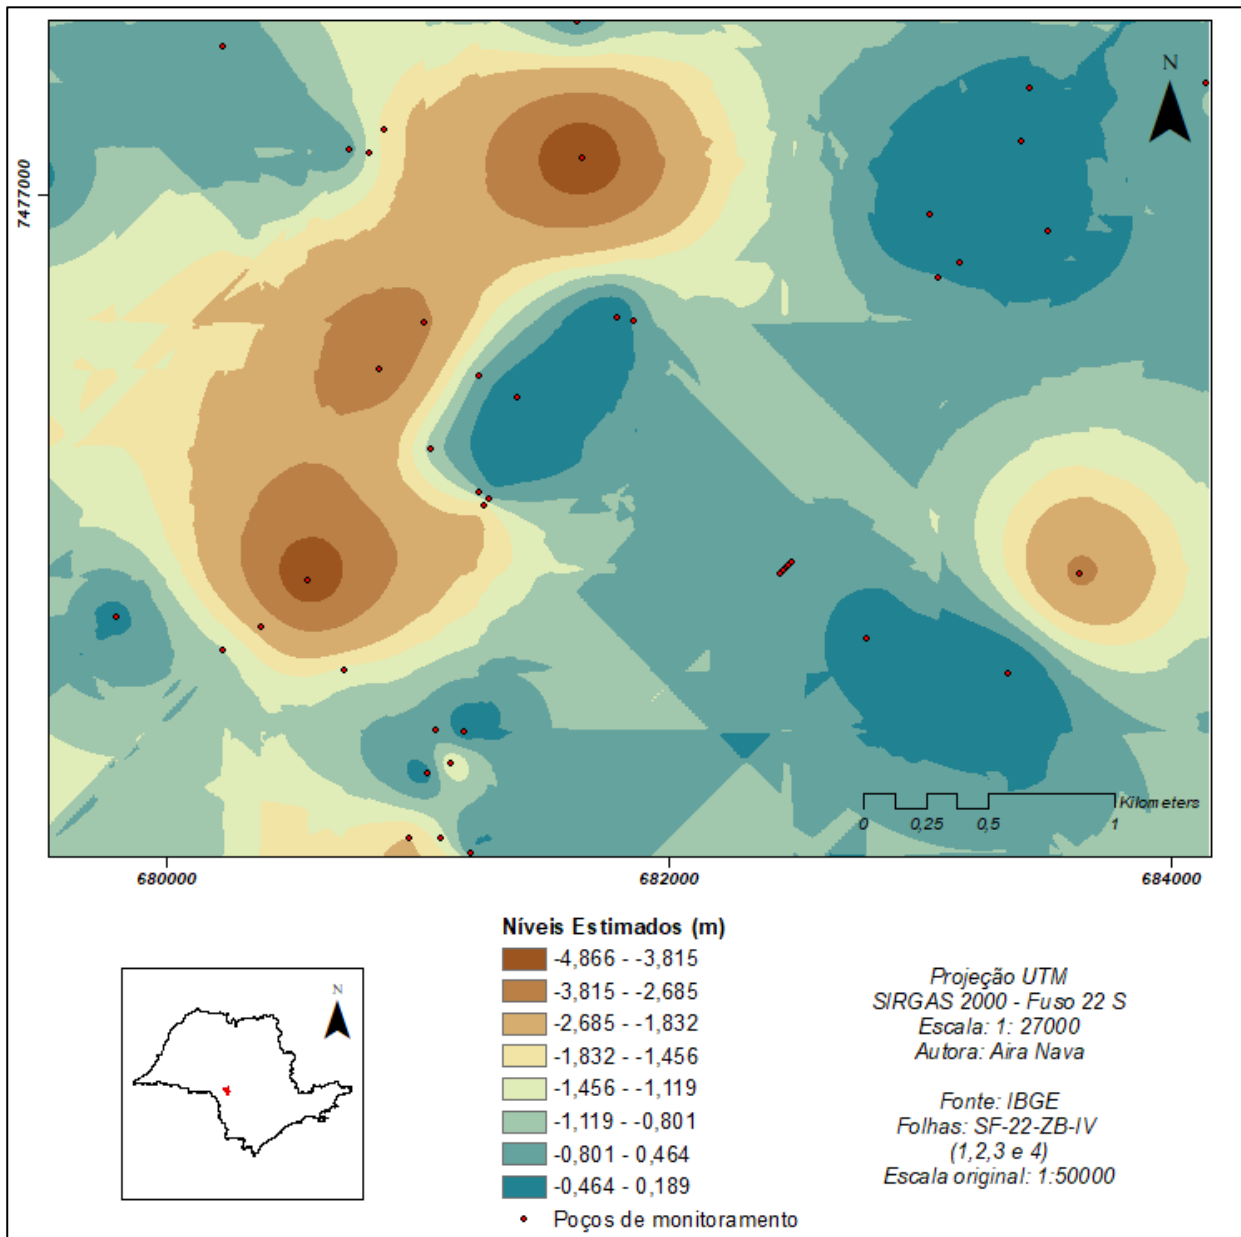 N
7477000
Kilometers
0 0,25 0,5 1
680000 682000 684000
Níveis Estimados (m)
-4,866 - -3,815
-3,815 - -2,685
-2,685 - -1,832
-1,832 - -1,456
-1,456 - -1,119
-1,119 - -0,801
-0,801 - 0,464
-0,464 - 0,189
Poços de monitoramento
N
Projeção UTM
SIRGAS 2000 - Fuso 22 S
Escala: 1: 27000
Autora: Aira Nava
Fonte: IBGE
Folhas: SF-22-ZB-IV
(1,2,3 e 4)
Escala original: 1:50000